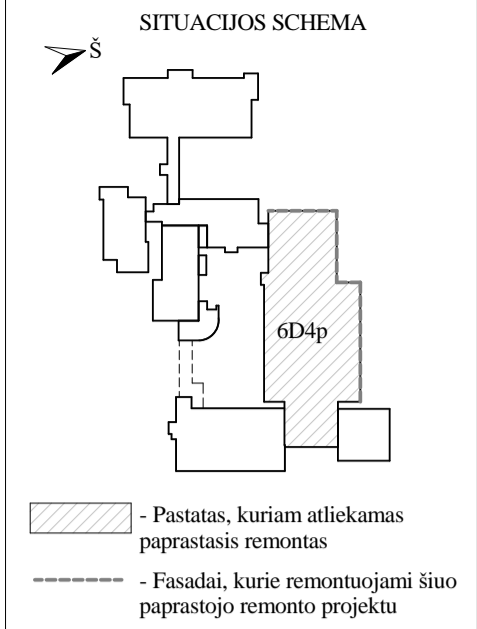 SITUACIJOS SCHEMA
Š
6D4p
- Pastatas, kuriam atliekamas
paprastasis remontas
- Fasadai, kurie remontuojami šiuo
paprastojo remonto projektu